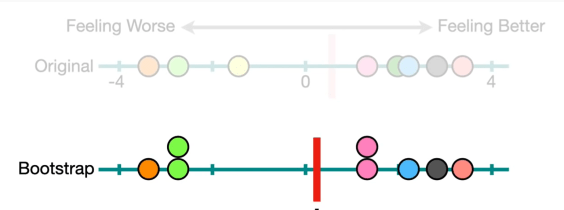 Feeling Worse Feeling Better
Original
-4 0 4
Bootstrap